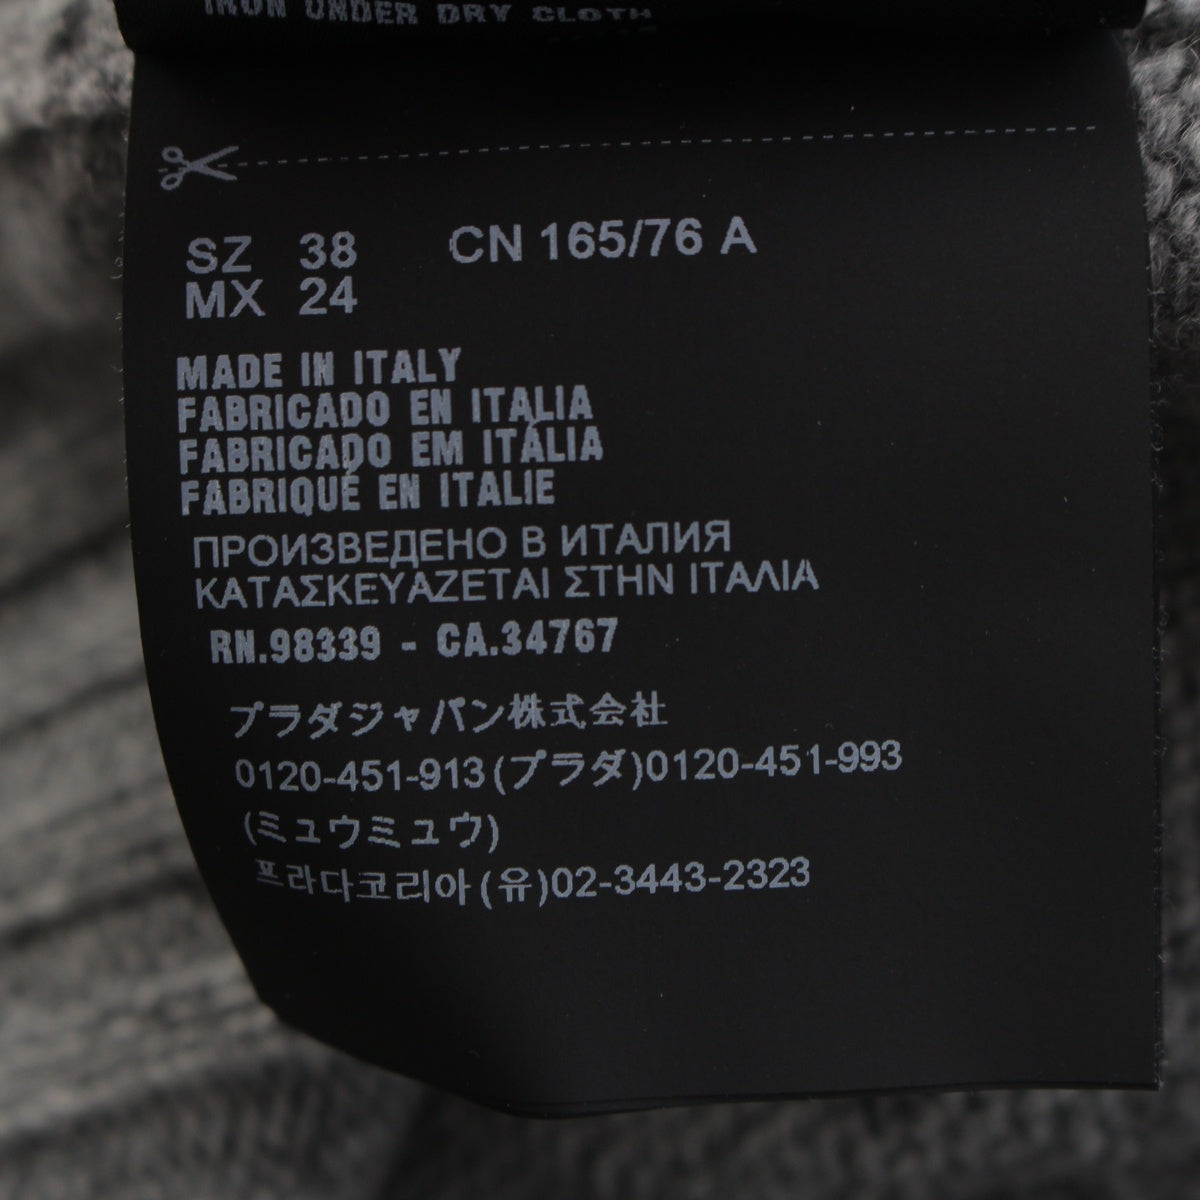 IRON UNDER DRY CLOTH
SZ 38 CN 165/76 A
MX 24
MADE IN ITALY
FABRICADO EN ITALIA
FABRICADO EM ITÁLIA
FABRIQUÉ EN ITALIE
ПРОИЗВЕДЕНО В ИТАЛИЯ
ΚΑΤΑΣΚΕΥΑΖΕΤΑΙ ΣΤΗΝ ΙΤΑΛΙΑ
RN.98339 - CA.34767
プラダジャパン株式会社
0120-451-913(プラダ)0120-451-993
(ミュウミュウ)
프라다코리아(유)02-3443-2323